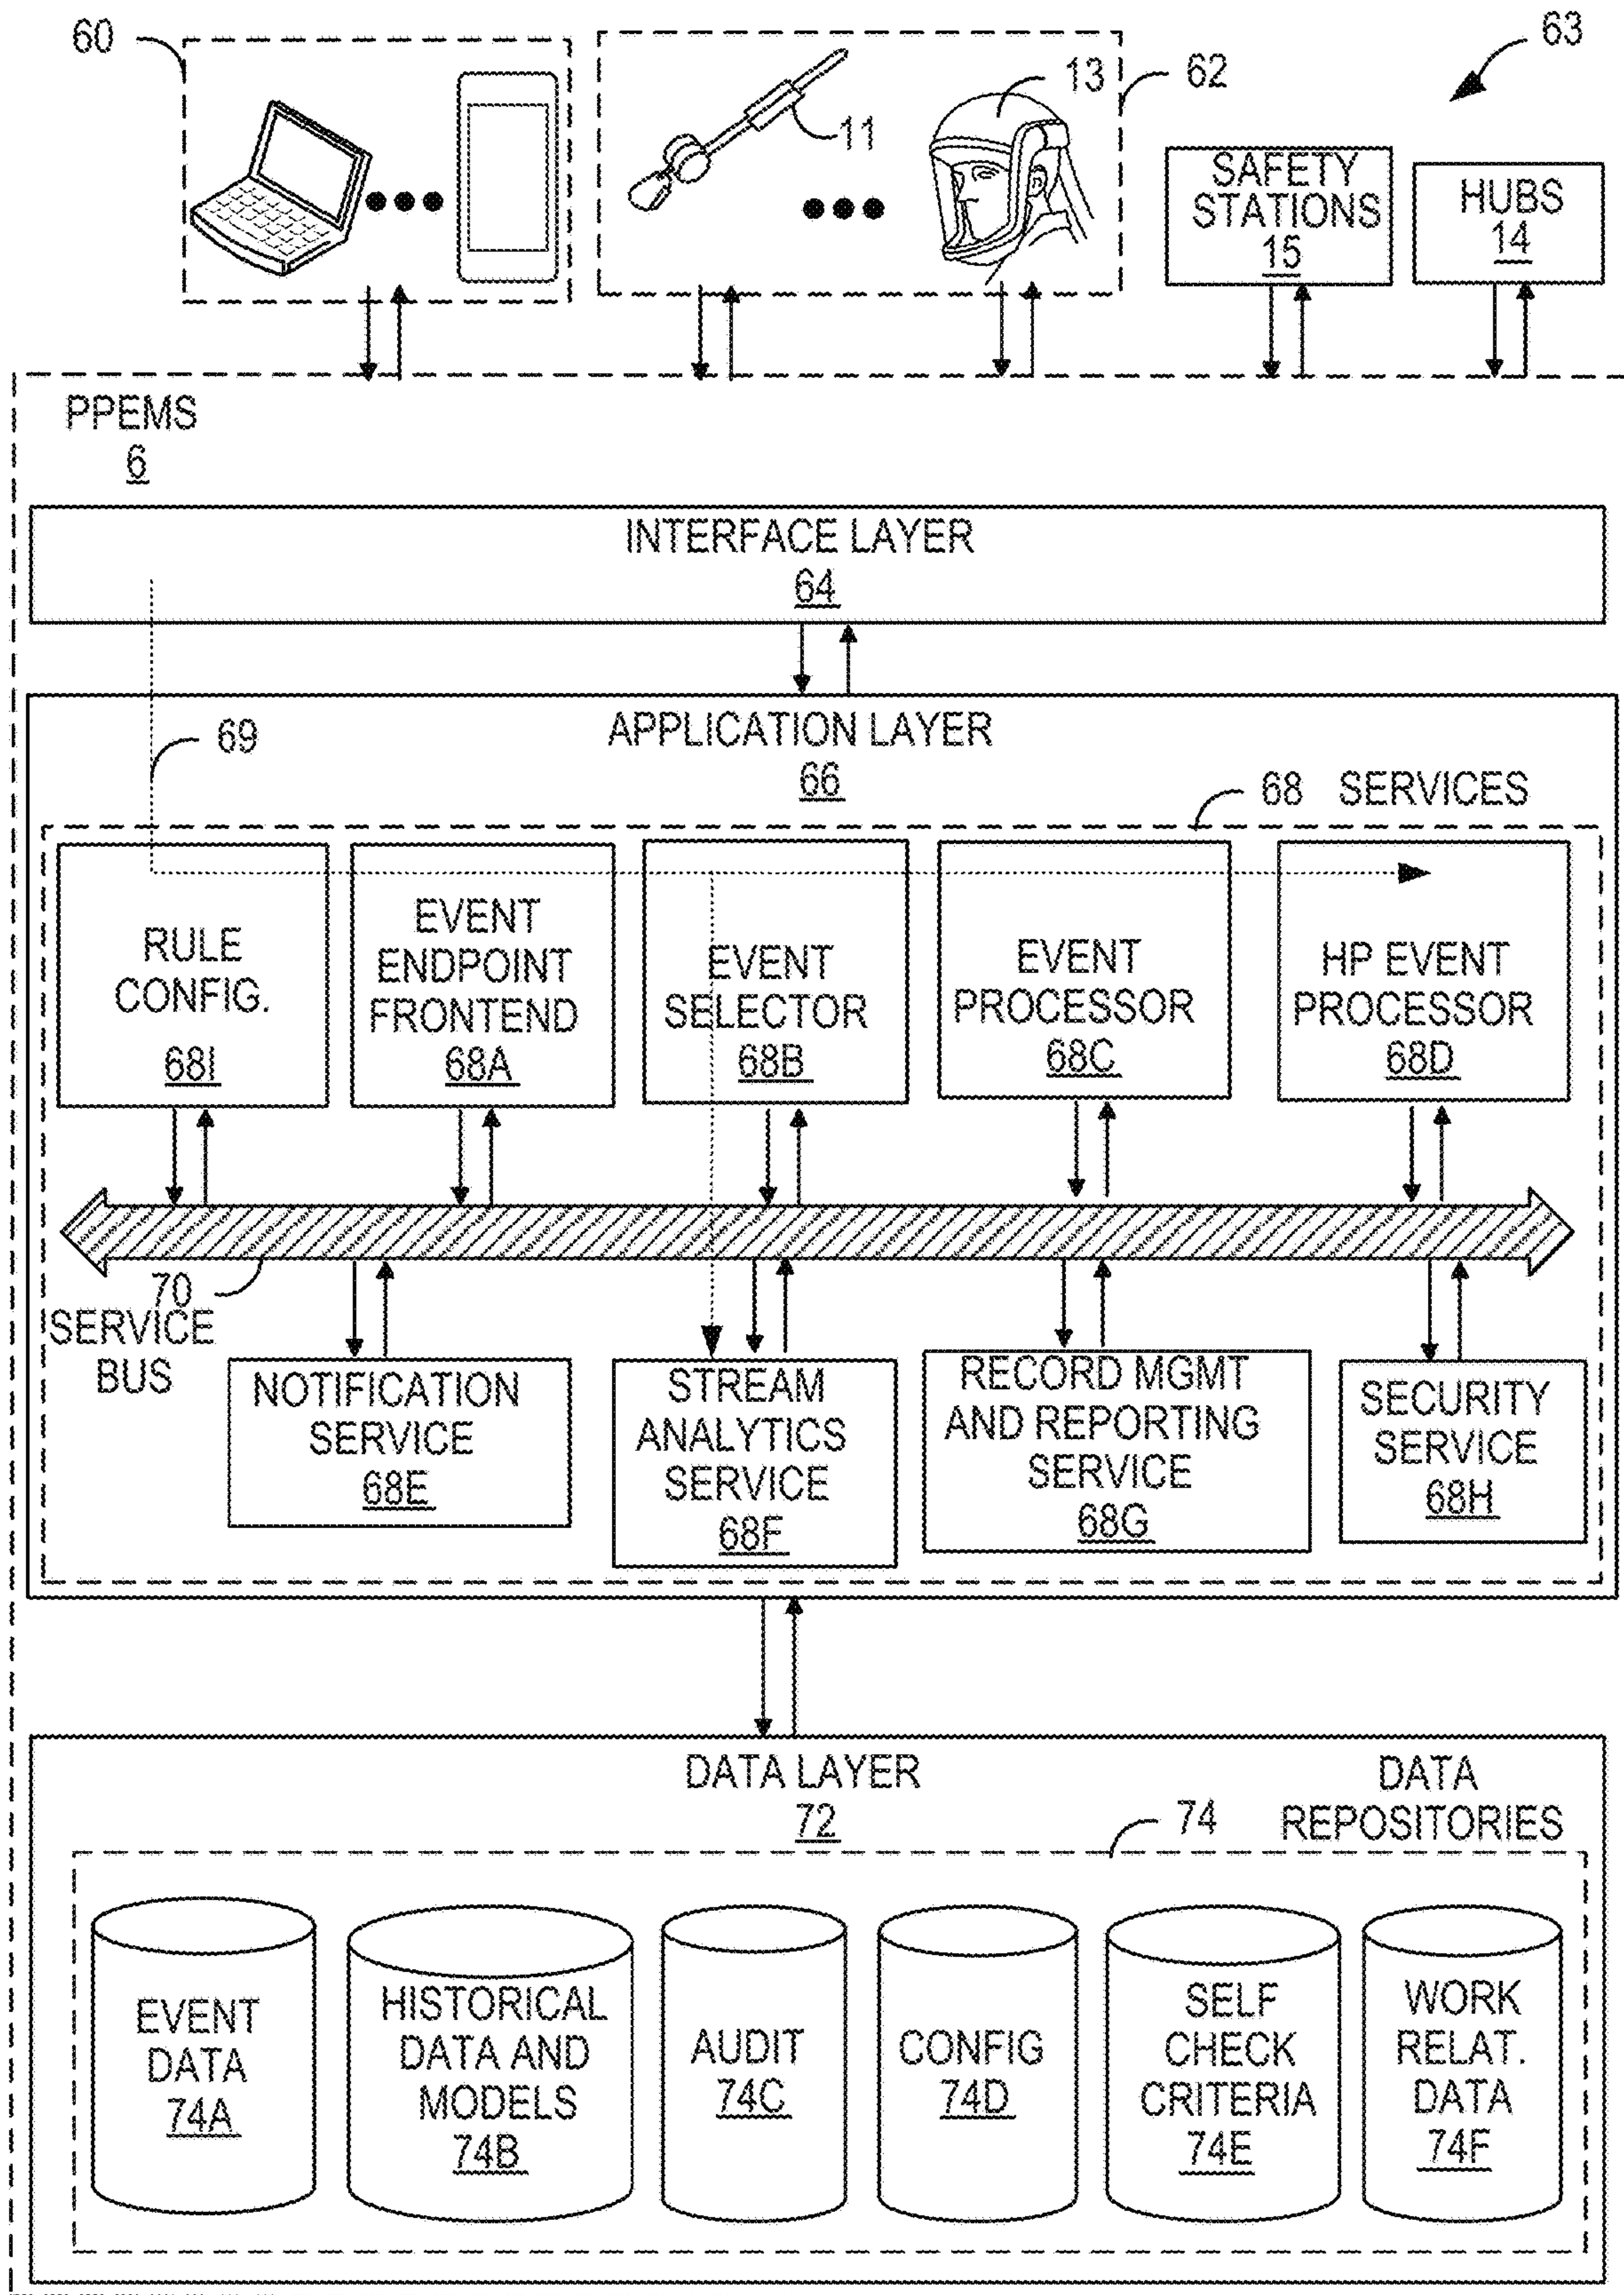 60
11
13
62
63
SAFETY
STATIONS
15
HUBS
14
PPEMS
6
INTERFACE LAYER
64
69
APPLICATION LAYER
66
68 SERVICES
RULE
CONFIG.
68I
EVENT
ENDPOINT
FRONTEND
68A
EVENT
SELECTOR
68B
EVENT
PROCESSOR
68C
HP EVENT
PROCESSOR
68D
70
SERVICE
BUS
NOTIFICATION
SERVICE
68E
STREAM
ANALYTICS
SERVICE
68F
RECORD MGMT
AND REPORTING
SERVICE
68G
SECURITY
SERVICE
68H
DATA LAYER
72
74
DATA
REPOSITORIES
EVENT
DATA
74A
HISTORICAL
DATA AND
MODELS
74B
AUDIT
74C
CONFIG
74D
SELF
CHECK
CRITERIA
74E
WORK
RELAT.
DATA
74F